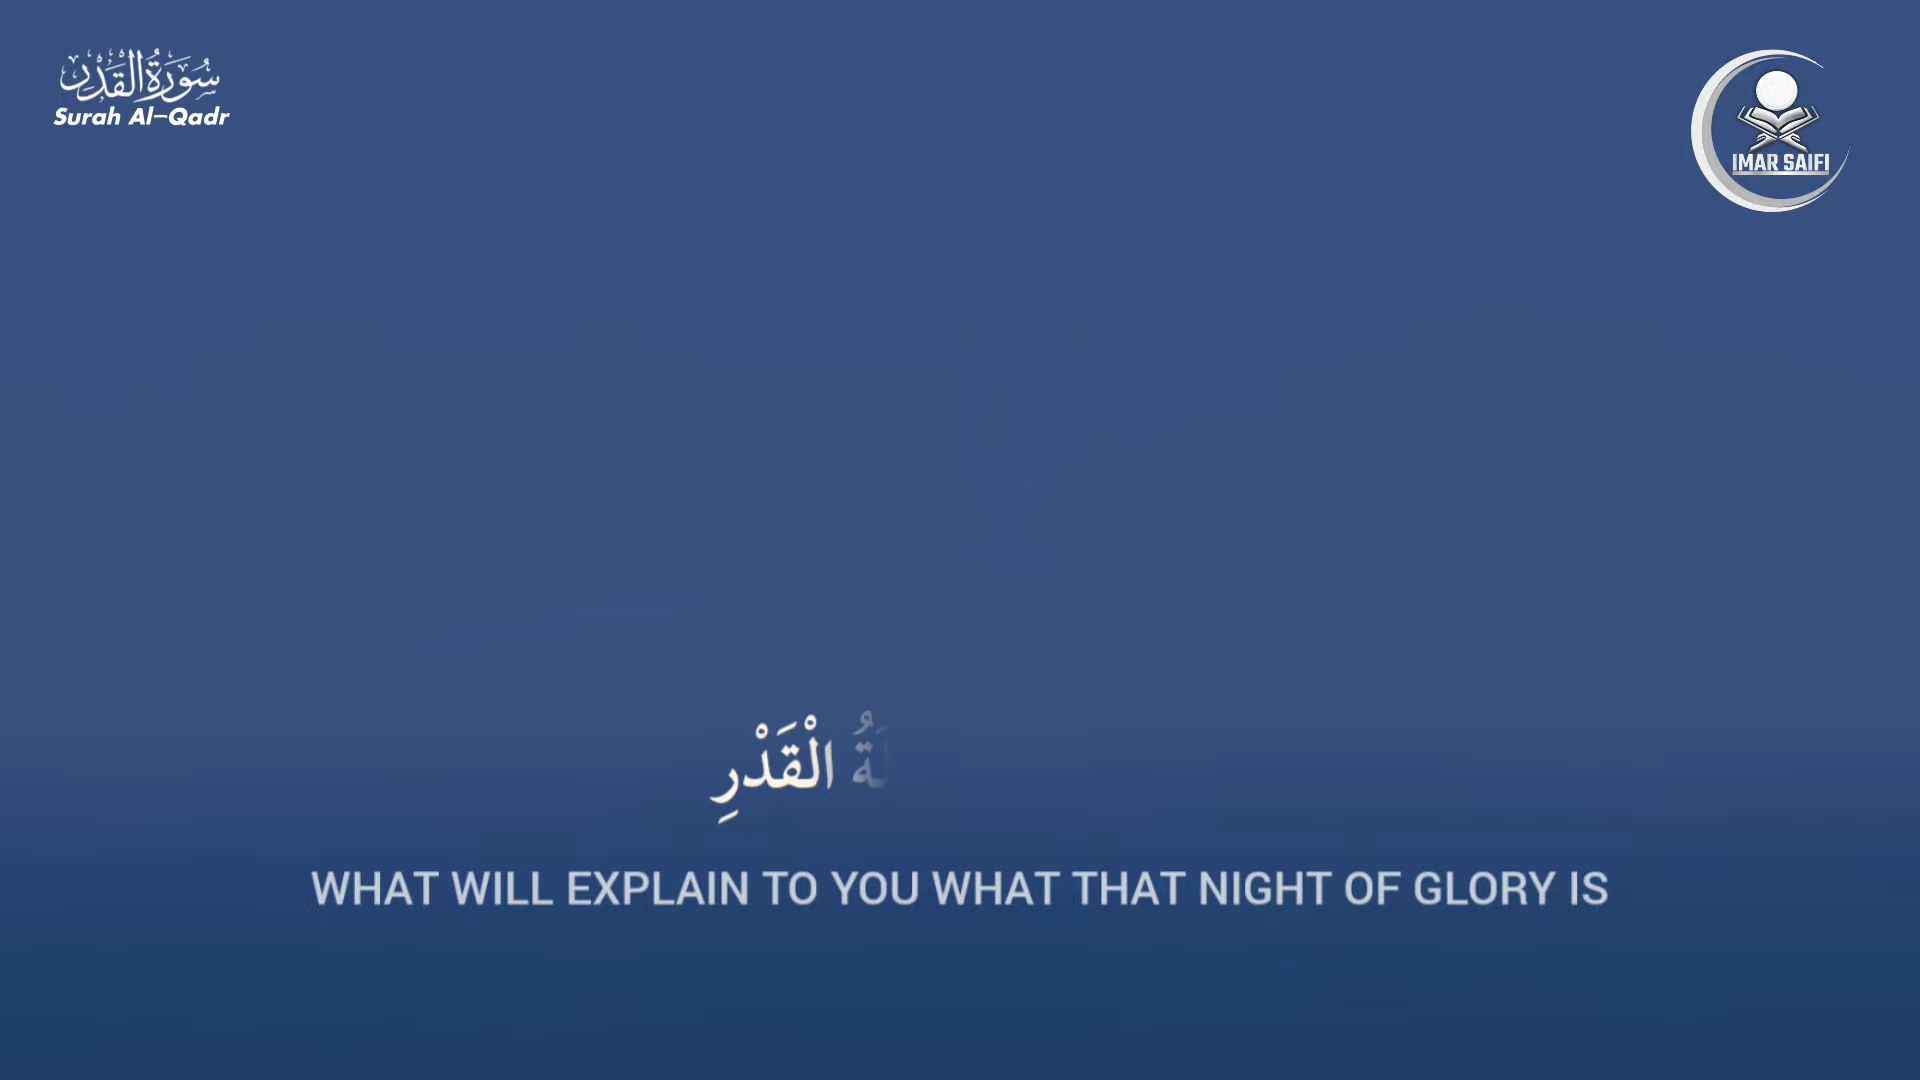 سُورَةُ الْقَدْرِ
Surah Al-Qadr
IMAR SAIFI
الْقَدْرِ
WHAT WILL EXPLAIN TO YOU WHAT THAT NIGHT OF GLORY IS